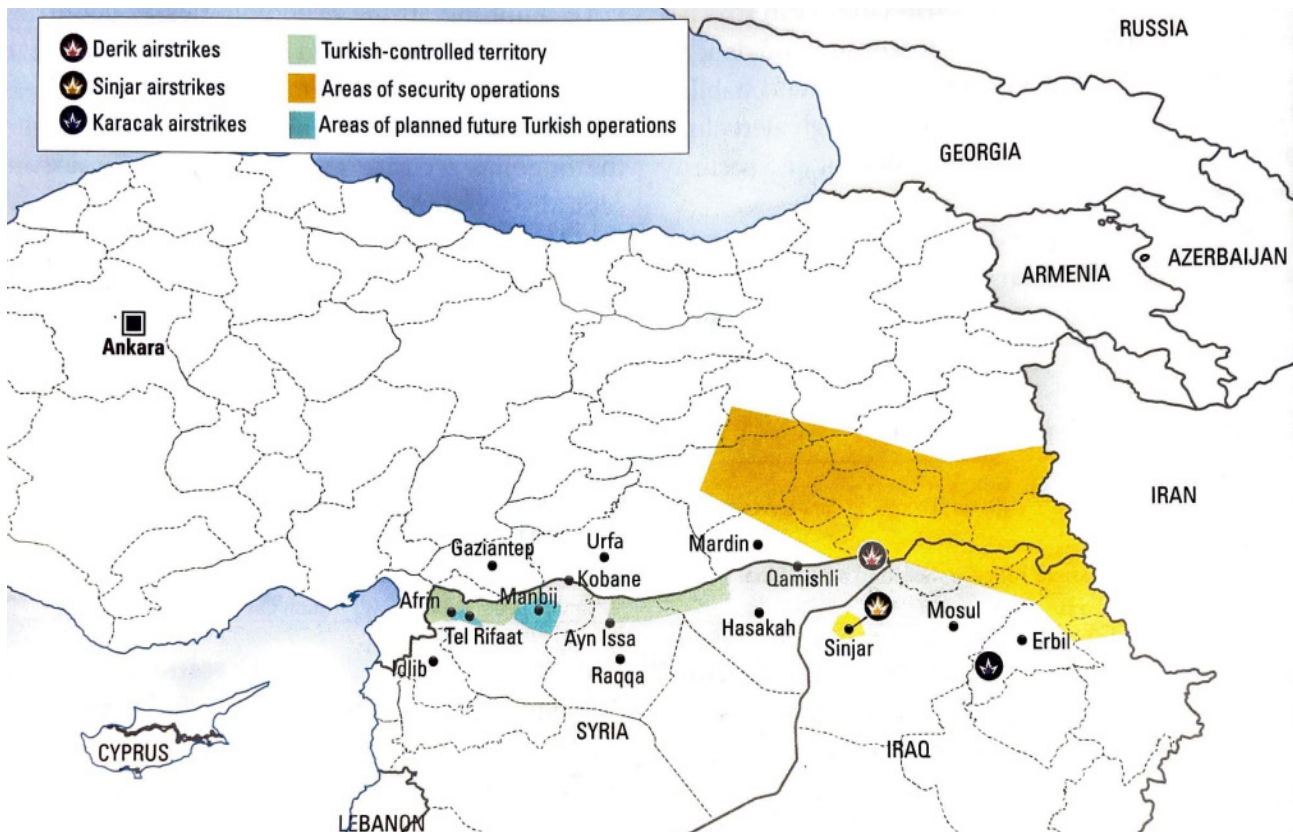 Derik airstrikes
Sinjar airstrikes
Karacak airstrikes
Turkish-controlled territory
Areas of security operations
Areas of planned future Turkish operations
RUSSIA
GEORGIA
ARMENIA
AZERBAIJAN
Ankara
IRAN
Gaziantep
Urfa
Mardin
Kobane
Qamishli
Afrin
Manbij
Tel Rifaat
Ayn Issa
Hasakah
Sinjar
Mosul
Erbil
Idlib
Raqqa
SYRIA
IRAQ
CYPRUS
LEBANON